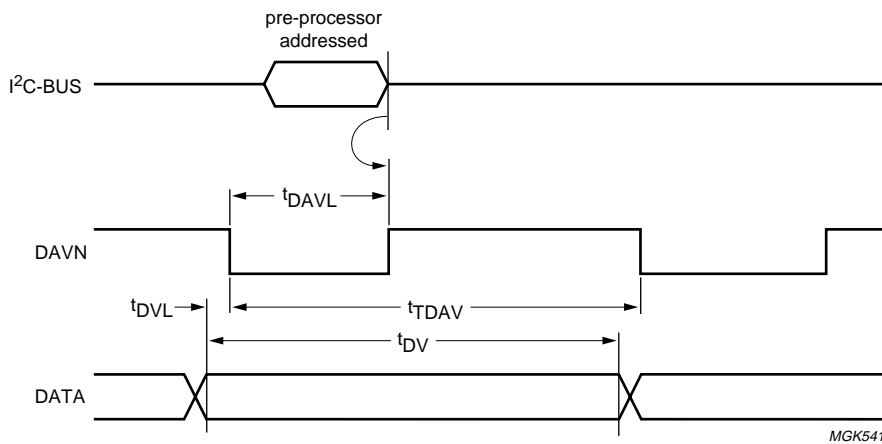 pre-processor
addressed
I²C-BUS
tDAVL
DAVN
tDVL
tTDAV
tDV
DATA
MGK541